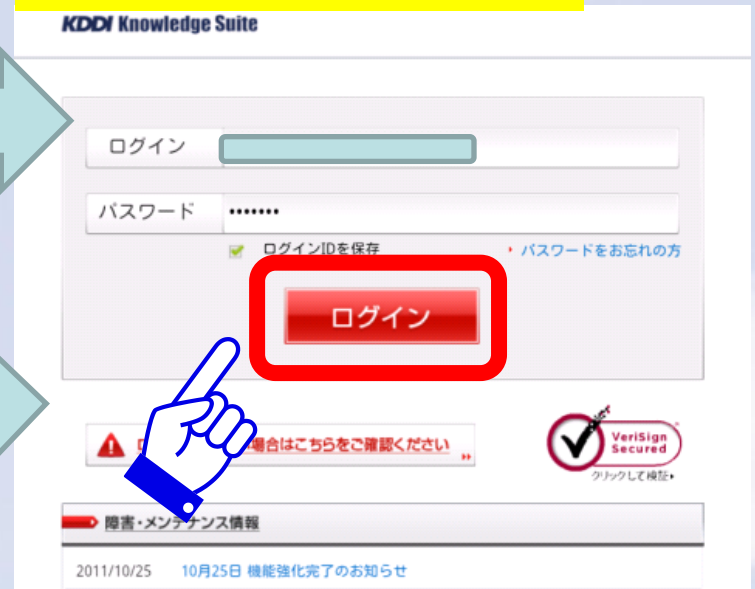 KDDI Knowledge Suite
ログイン
パスワード •••••••
ログインIDを保存
パスワードをお忘れの方
ログイン
場合はこちらをご確認ください
VeriSign
Secured
クリックして検証
障害・メンテナンス情報
2011/10/25 10月25日 機能強化完了のお知らせ